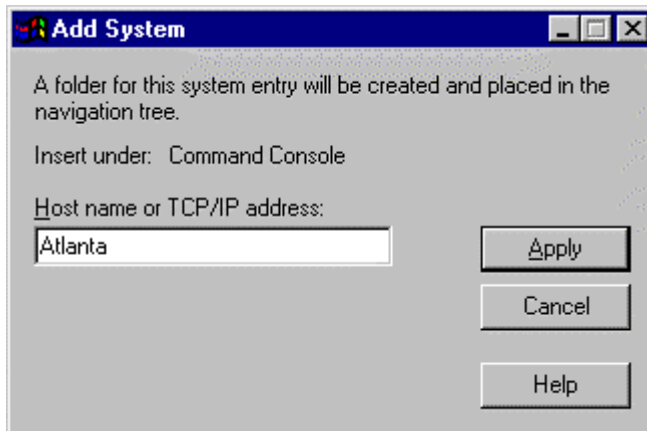 Add System
A folder for this system entry will be created and placed in the
navigation tree.
Insert under: Command Console
Host name or TCP/IP address:
Atlanta
Apply
Cancel
Help